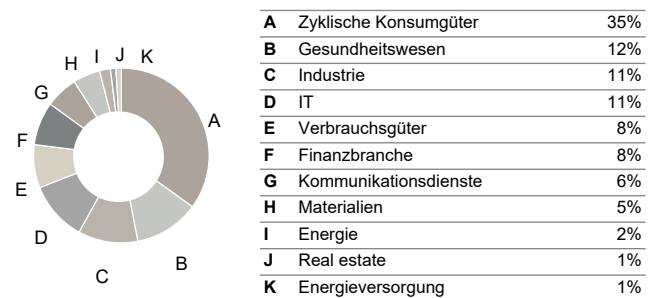 A
B
C
D
E
F
G
H
I
J
K
A Zyklische Konsumgüter 35%
B Gesundheitswesen 12%
C Industrie 11%
D IT 11%
E Verbrauchsgüter 8%
F Finanzbranche 8%
G Kommunikationsdienste 6%
H Materialien 5%
I Energie 2%
J Real estate 1%
K Energieversorgung 1%